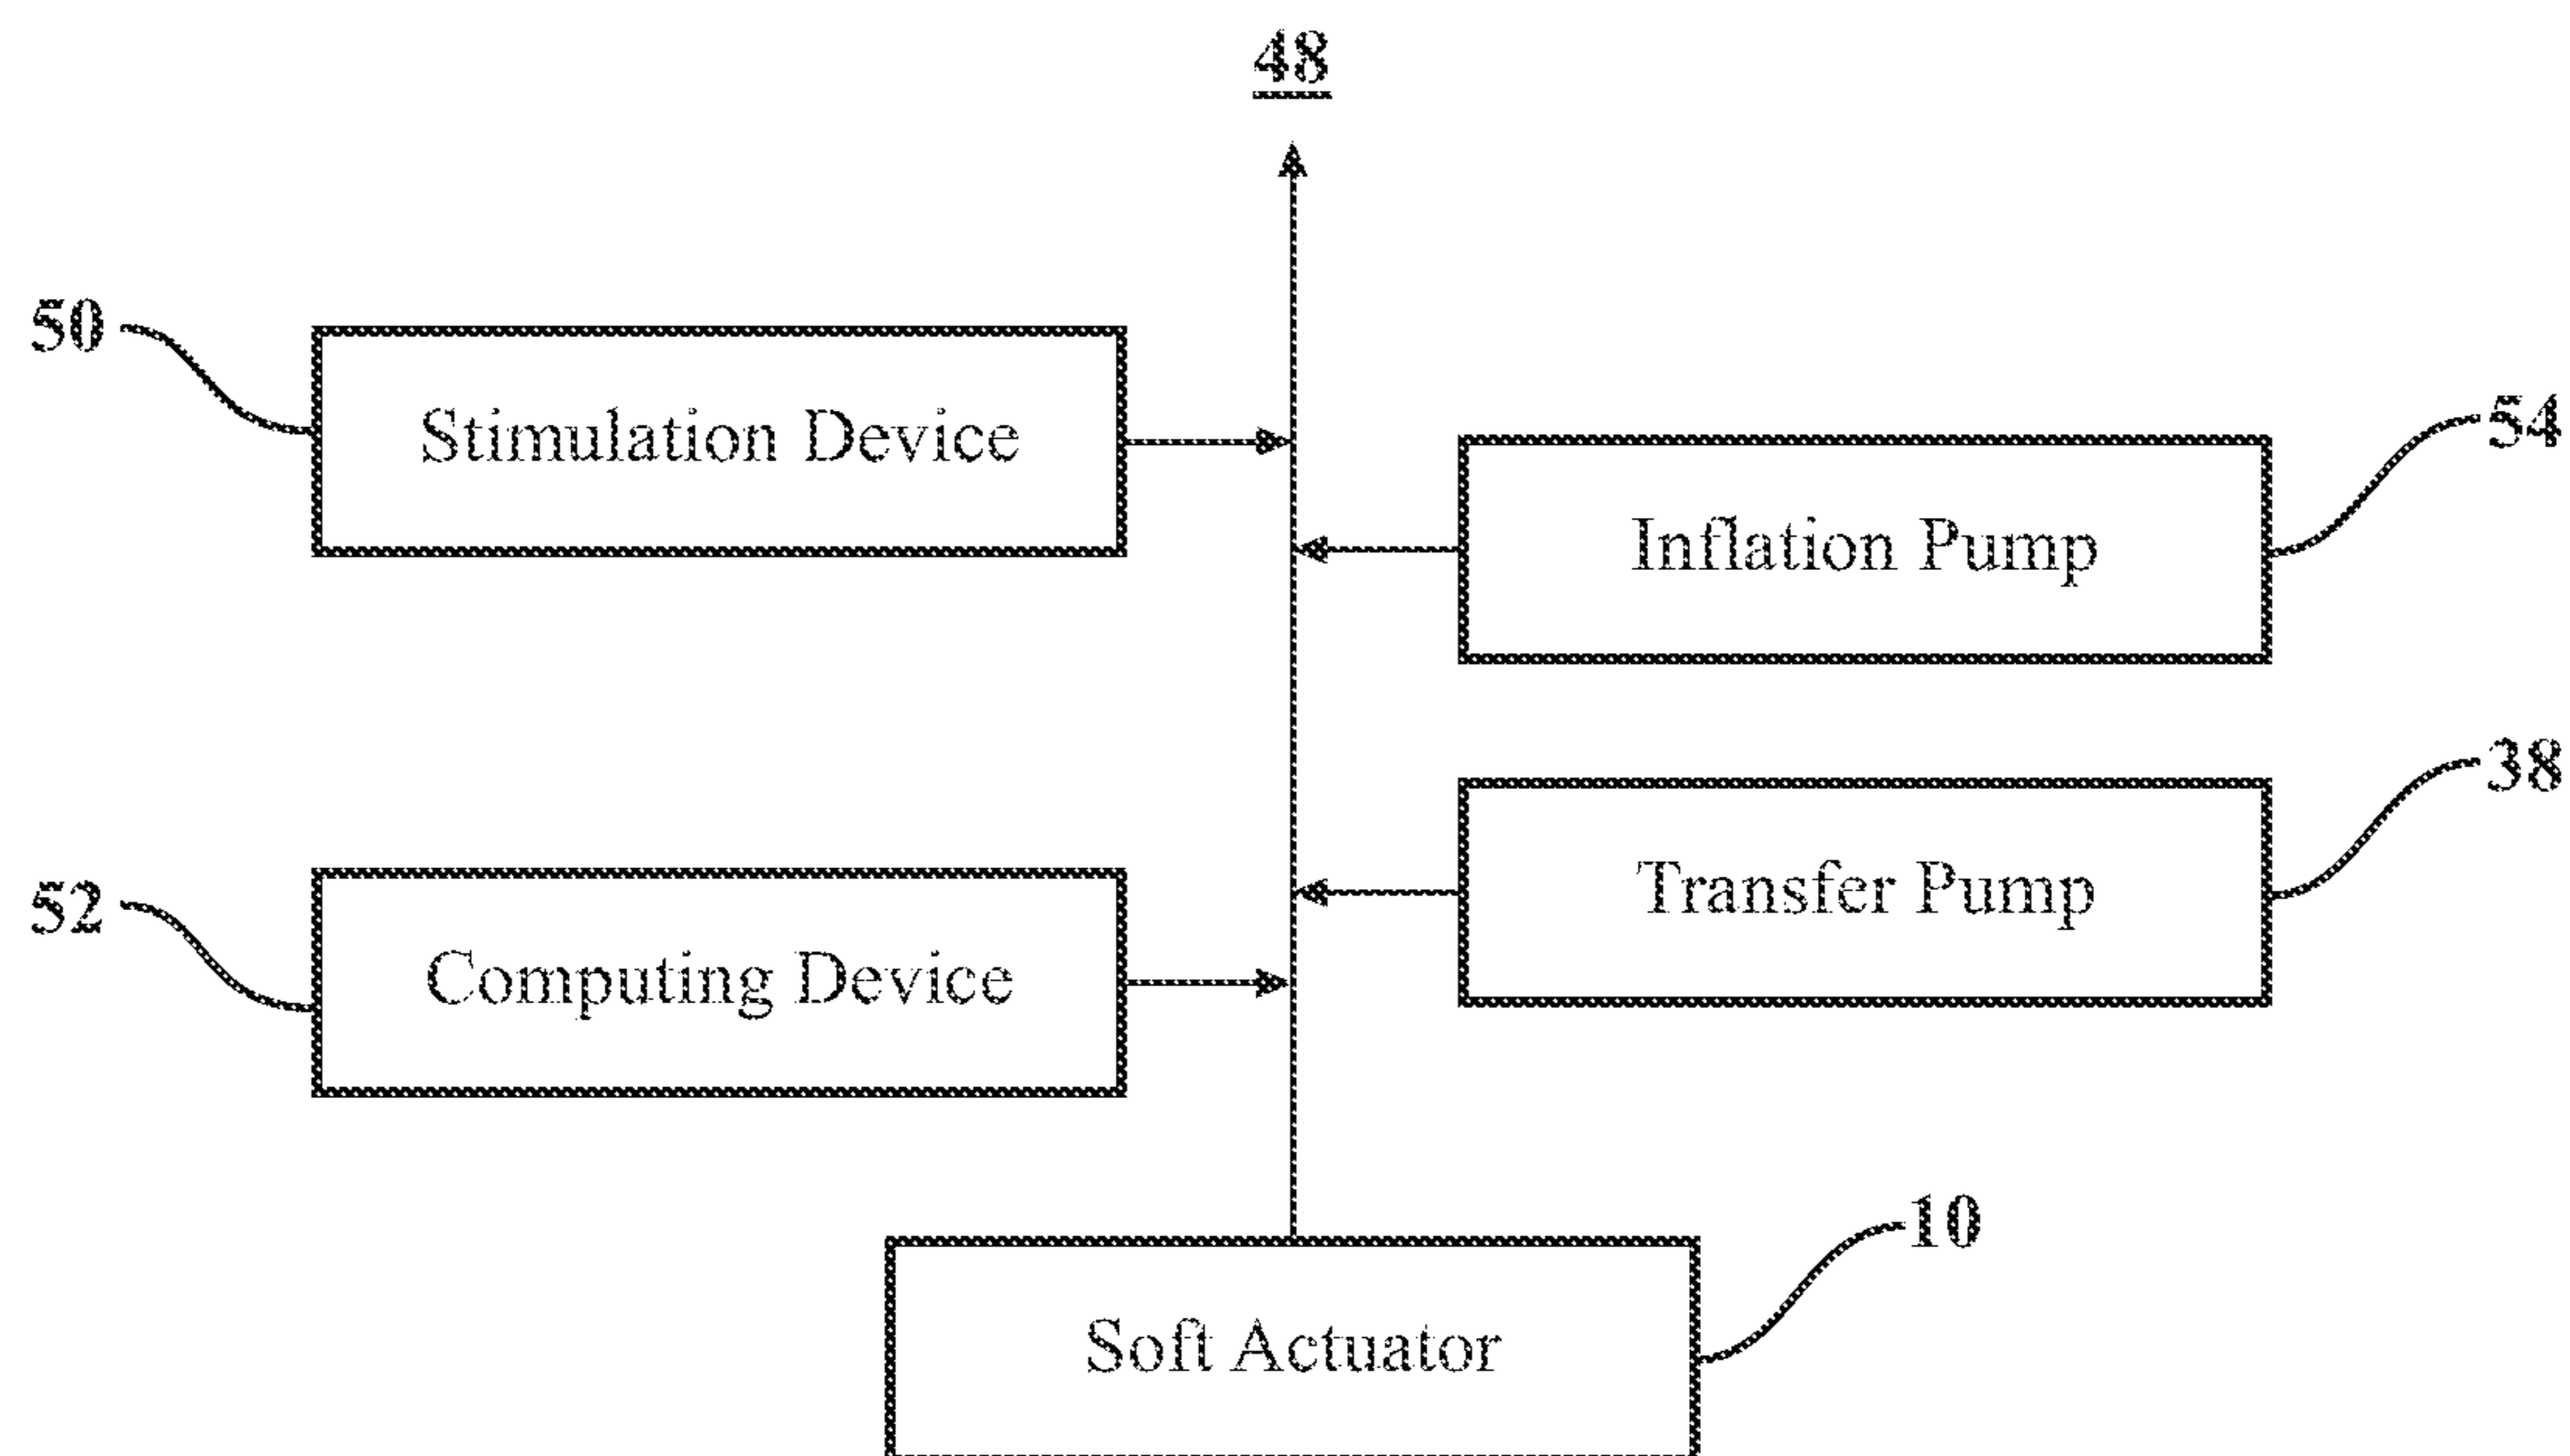 48
50
Stimulation Device
54
Inflation Pump
38
Transfer Pump
52
Computing Device
10
Soft Actuator